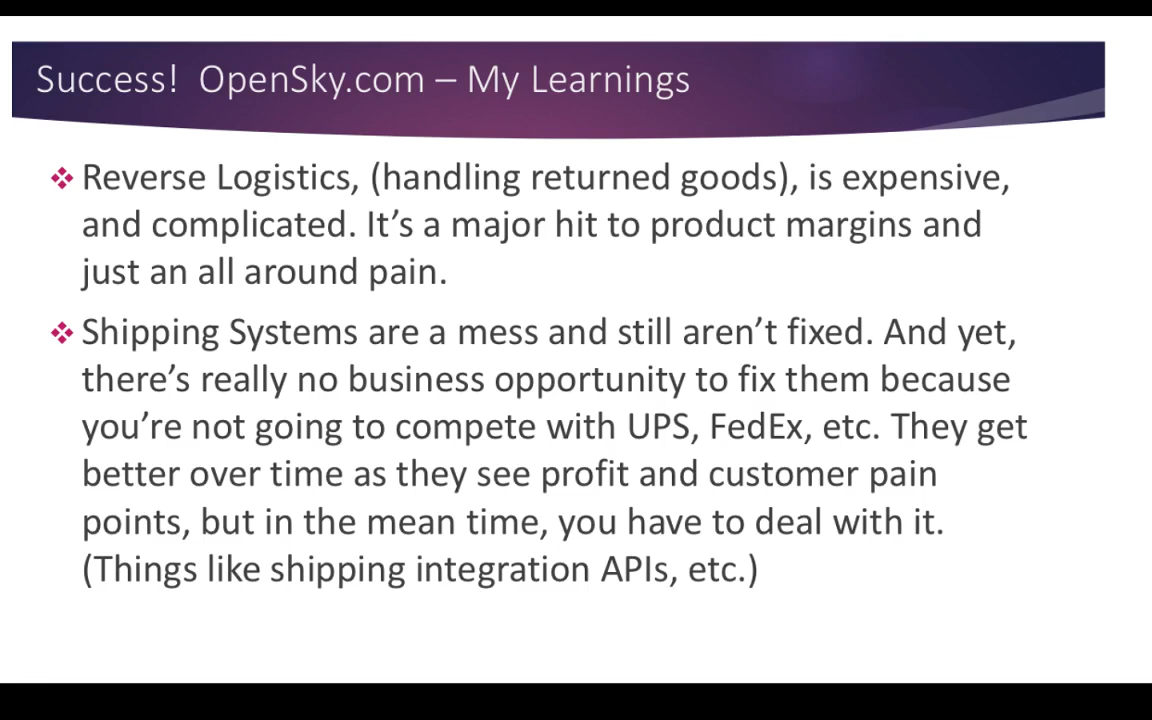 Success!  OpenSky.com – My Learnings
Reverse Logistics, (handling returned goods), is expensive,
and complicated. It’s a major hit to product margins and
just an all around pain.
Shipping Systems are a mess and still aren’t fixed. And yet,
there’s really no business opportunity to fix them because
you’re not going to compete with UPS, FedEx, etc. They get
better over time as they see profit and customer pain
points, but in the mean time, you have to deal with it.
(Things like shipping integration APIs, etc.)